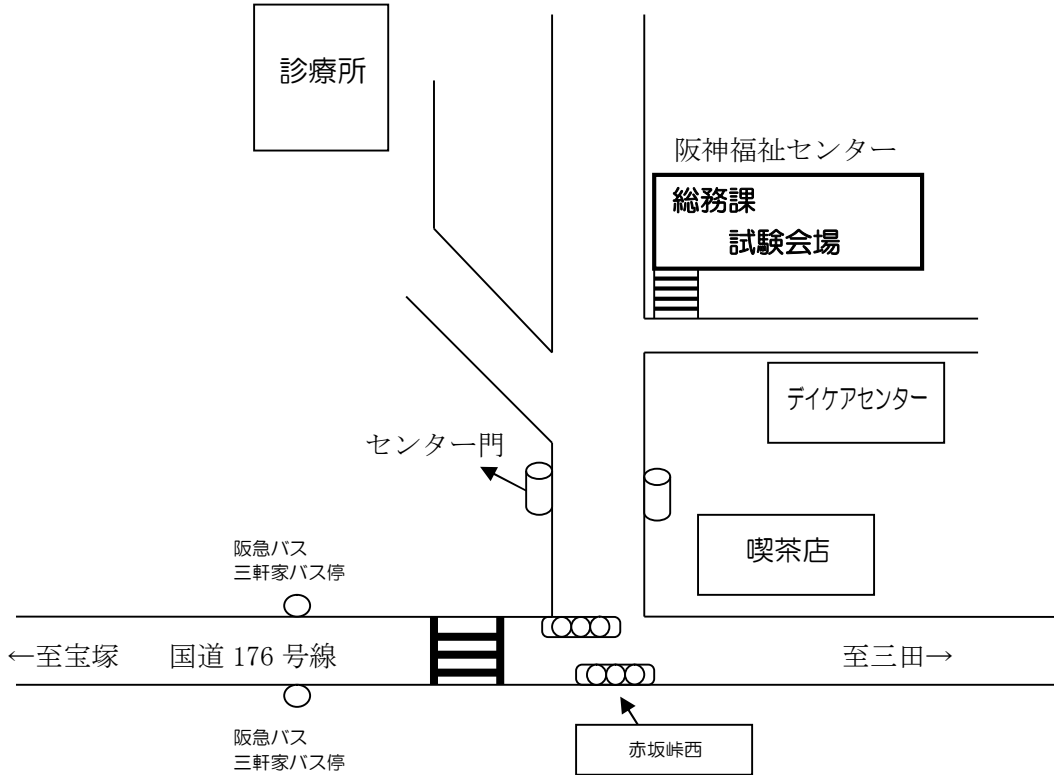 診療所
阪神福祉センター
総務課
試験会場
デイケアセンター
センター門
喫茶店
阪急バス
三軒家バス停
←至宝塚
国道 176 号線
至三田→
阪急バス
三軒家バス停
赤坂峠西